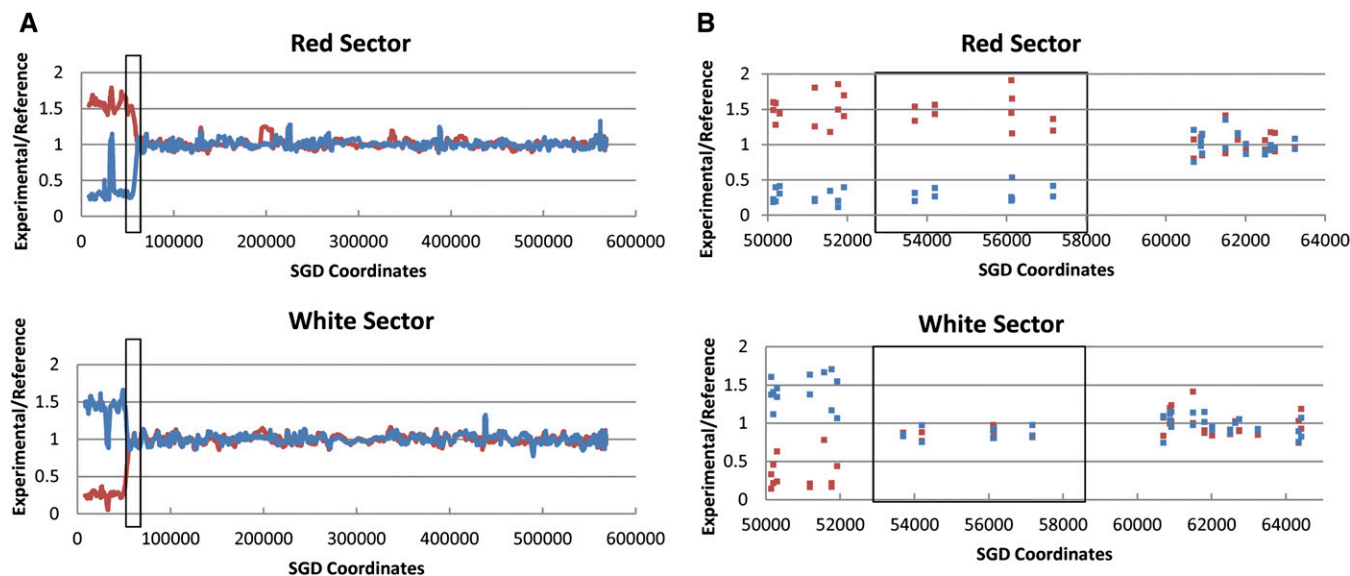 A
Red Sector
Experimental/Reference
2
1.5
1
0.5
0
0 100000 200000 300000 400000 500000 600000
SGD Coordinates
White Sector
Experimental/Reference
2
1.5
1
0.5
0
0 100000 200000 300000 400000 500000 600000
SGD Coordinates
B
Red Sector
Experimental/Reference
2
1.5
1
0.5
0
50000 52000 54000 56000 58000 60000 62000 64000
SGD Coordinates
White Sector
Experimental/Reference
2
1.5
1
0.5
0
50000 52000 54000 56000 58000 60000 62000 64000
SGD Coordinates